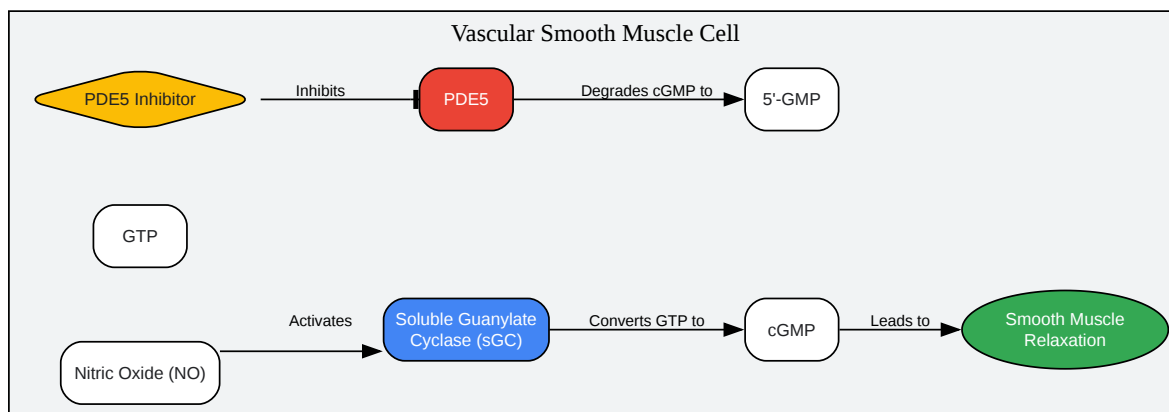 Vascular Smooth Muscle Cell
PDE5 Inhibitor
Inhibits
PDE5
Degrades cGMP to
5'-GMP
GTP
Nitric Oxide (NO)
Activates
Soluble Guanylate
Cyclase (sGC)
Converts GTP to
cGMP
Leads to
Smooth Muscle
Relaxation